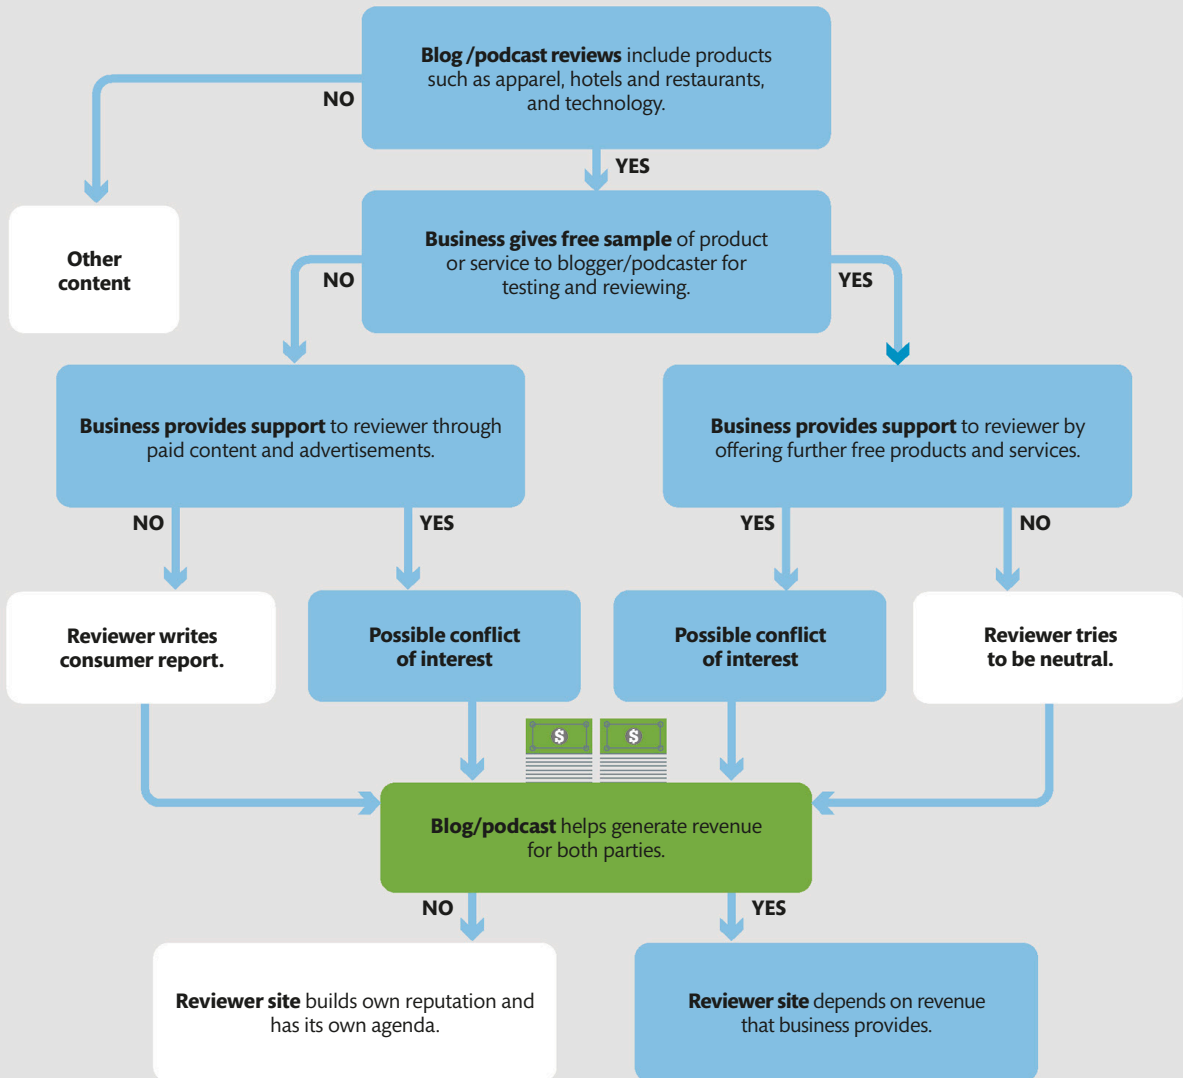 Blog /podcast reviews include products
such as apparel, hotels and restaurants,
and technology.
NO
YES
Other
content
Business gives free sample of product
or service to blogger/podcaster for
testing and reviewing.
NO
YES
Business provides support to reviewer through
paid content and advertisements.
Business provides support to reviewer by
offering further free products and services.
NO
YES
YES
NO
Reviewer writes
consumer report.
Possible conflict
of interest
Possible conflict
of interest
Reviewer tries
to be neutral.
$
$
Blog/podcast helps generate revenue
for both parties.
NO
YES
Reviewer site builds own reputation and
has its own agenda.
Reviewer site depends on revenue
that business provides.